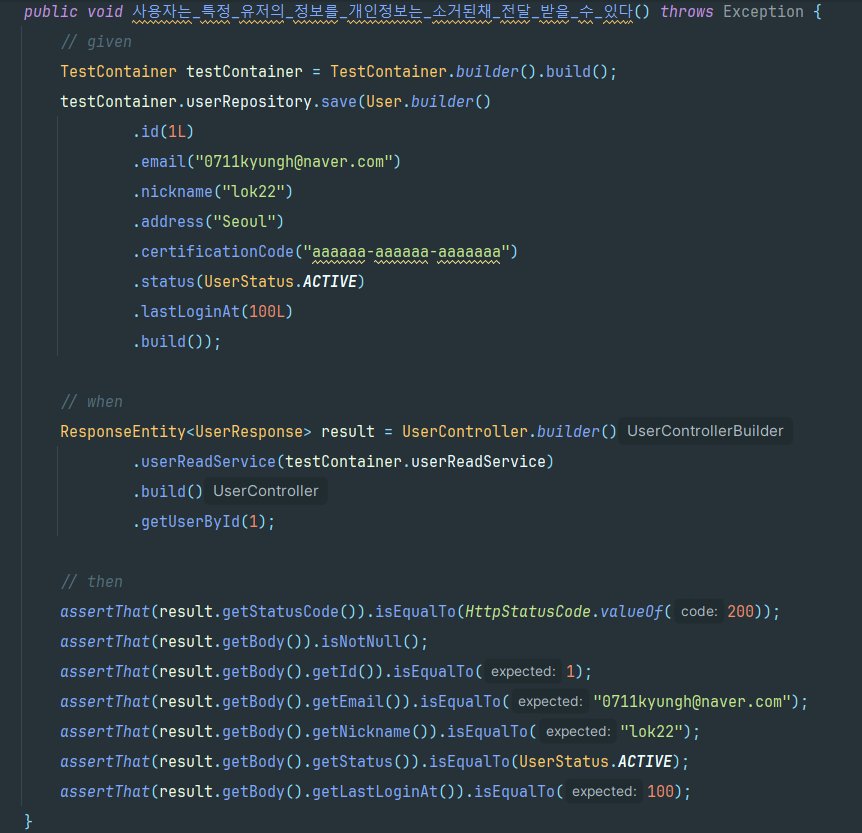 public void 사용자는_특정_유저의_정보를_개인정보는_소거된채_전달_받을_수_있다() throws Exception {
// given
TestContainer testContainer = TestContainer.builder().build();
testContainer.userRepository.save(User.builder()
.id(1L)
.email("0711kyungh@naver.com")
.nickname("lok22")
.address("Seoul")
.certificationCode("aaaaaa-aaaaaa-aaaaaaa")
.status(UserStatus.ACTIVE)
.lastLoginAt(100L)
.build());
// when
ResponseEntity<UserResponse> result = UserController.builder() UserControllerBuilder
.userReadService(testContainer.userReadService)
.build() UserController
.getUserById(1);
// then
assertThat(result.getStatusCode()).isEqualTo(HttpStatusCode.valueOf( code: 200));
assertThat(result.getBody()).isNotNull();
assertThat(result.getBody().getId()).isEqualTo( expected: 1);
assertThat(result.getBody().getEmail()).isEqualTo( expected: "0711kyungh@naver.com");
assertThat(result.getBody().getNickname()).isEqualTo( expected: "lok22");
assertThat(result.getBody().getStatus()).isEqualTo(UserStatus.ACTIVE);
assertThat(result.getBody().getLastLoginAt()).isEqualTo( expected: 100);
}